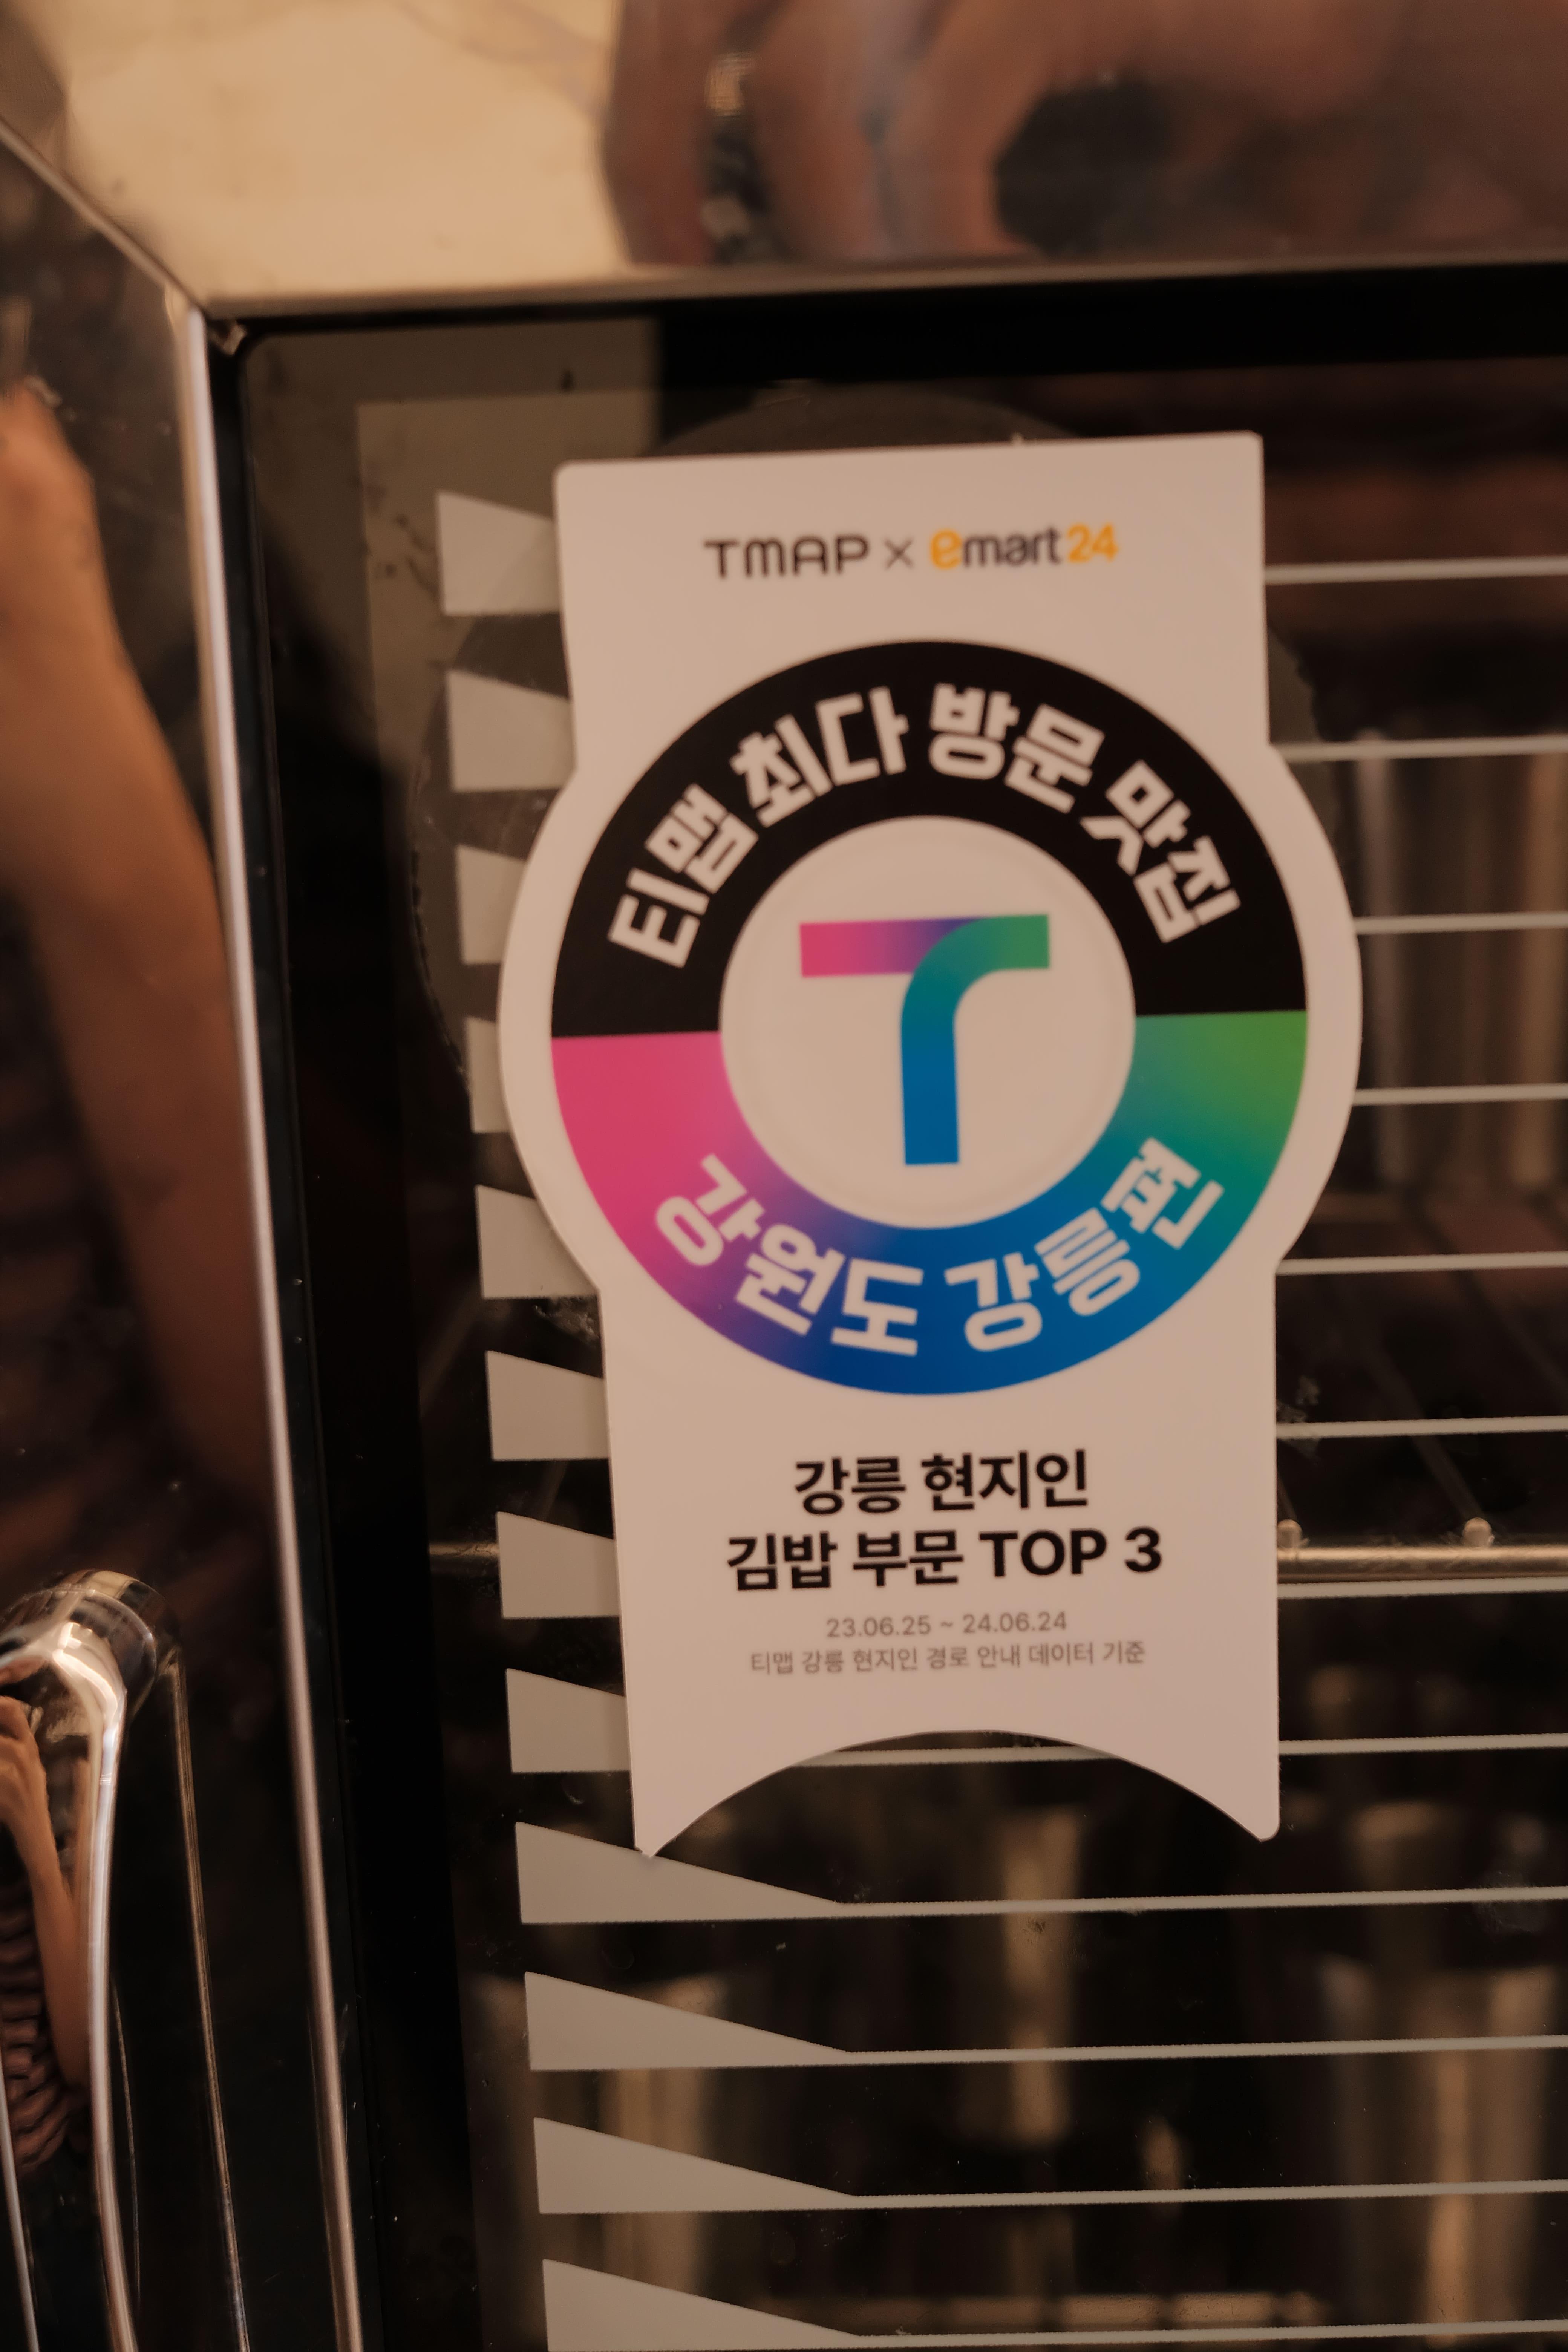 TMAP × emart24
티맵 최다 방문 맛집
T
강원도 강릉편
강릉 현지인
김밥 부문 TOP 3
23.06.25 ~ 24.06.24
티맵 강릉 현지인 경로 안내 데이터 기준